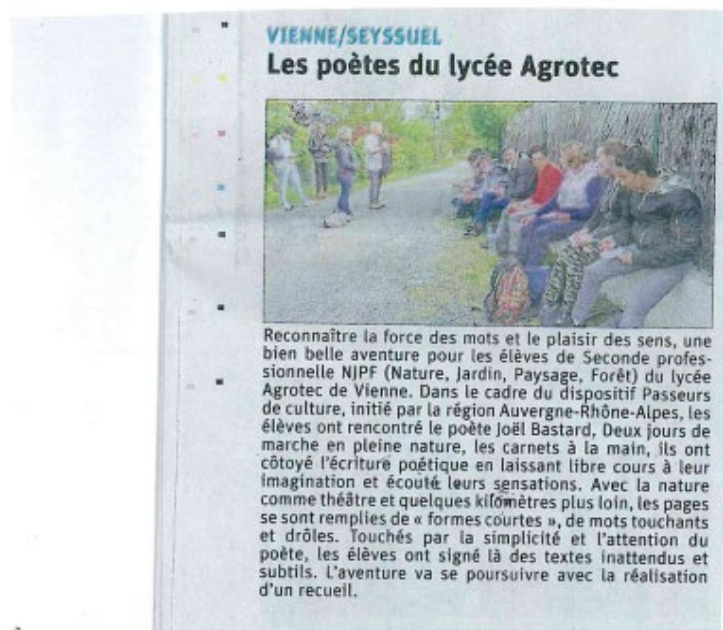 VIENNE/SEYSSUEL
Les poètes du lycée Agrotec
Reconnaître la force des mots et le plaisir des sens, une
bien belle aventure pour les élèves de Seconde profes-
sionnelle NJPF (Nature, Jardin, Paysage, Forêt) du lycée
Agrotec de Vienne. Dans le cadre du dispositif Passeurs
de culture, initié par la région Auvergne-Rhône-Alpes, les
élèves ont rencontré le poète Joël Bastard, Deux jours de
marche en pleine nature, les carnets à la main, ils ont
côtoyé l'écriture poétique en laissant libre cours à leur
imagination et écouté leurs sensations. Avec la nature
comme théâtre et quelques kilomètres plus loin, les pages
se sont remplies de « formes courtes », de mots touchants
et drôles. Touchés par la simplicité et l'attention du
poète, les élèves ont signé là des textes inattendus et
subtils. L'aventure va se poursuivre avec la réalisation
d'un recueil.